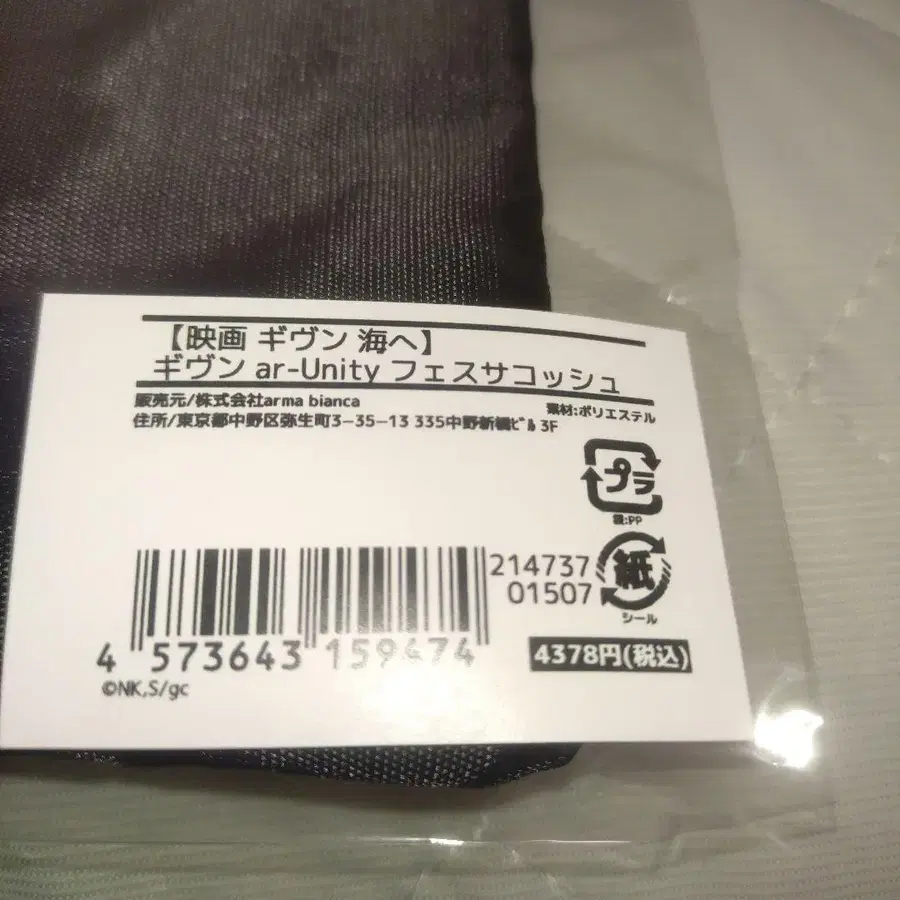 【映画 ギヴン 海へ】
ギヴン ar-Unity フェスサコッシュ
販売元/株式会社arma bianca
素材:ポリエステル
住所/東京都中野区弥生町3-35-13 335中野新橋ビル 3F
プラ
袋:PP
紙
シール
214737
01507
4 573643 159474
4378円(税込)
©NK,S/gc